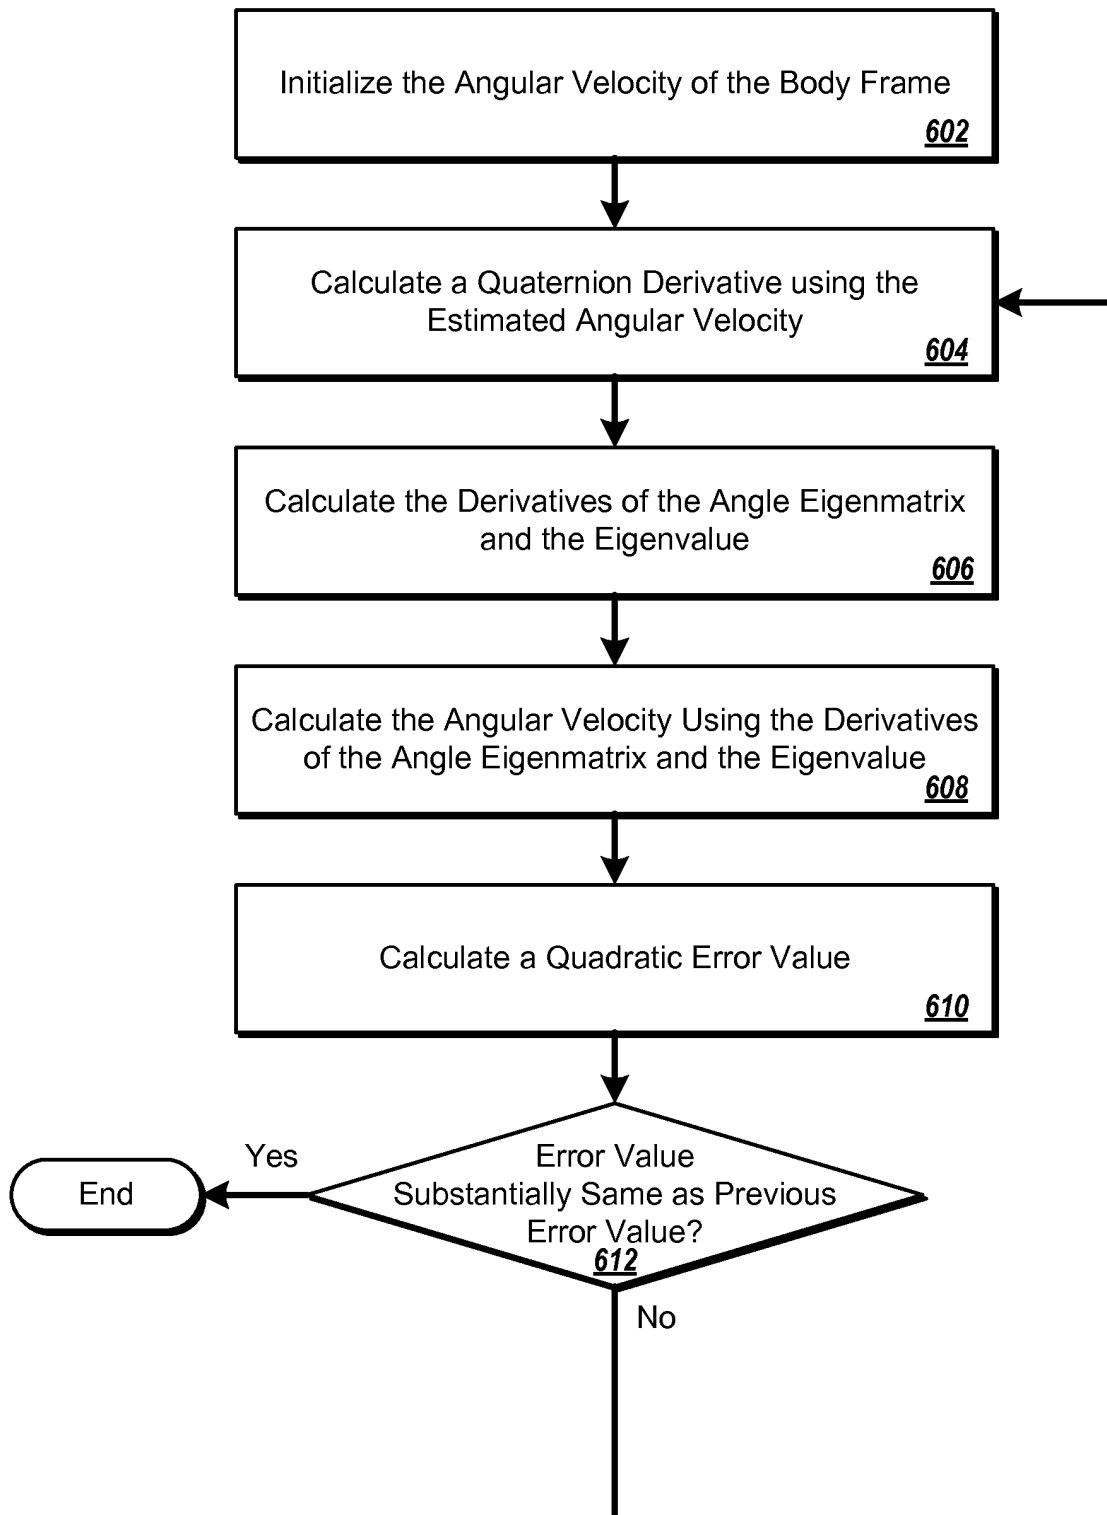 Initialize the Angular Velocity of the Body Frame
602
Calculate a Quaternion Derivative using the
Estimated Angular Velocity
604
Calculate the Derivatives of the Angle Eigenmatrix
and the Eigenvalue
606
Calculate the Angular Velocity Using the Derivatives
of the Angle Eigenmatrix and the Eigenvalue
608
Calculate a Quadratic Error Value
610
Yes
End
Error Value
Substantially Same as Previous
Error Value?
612
No